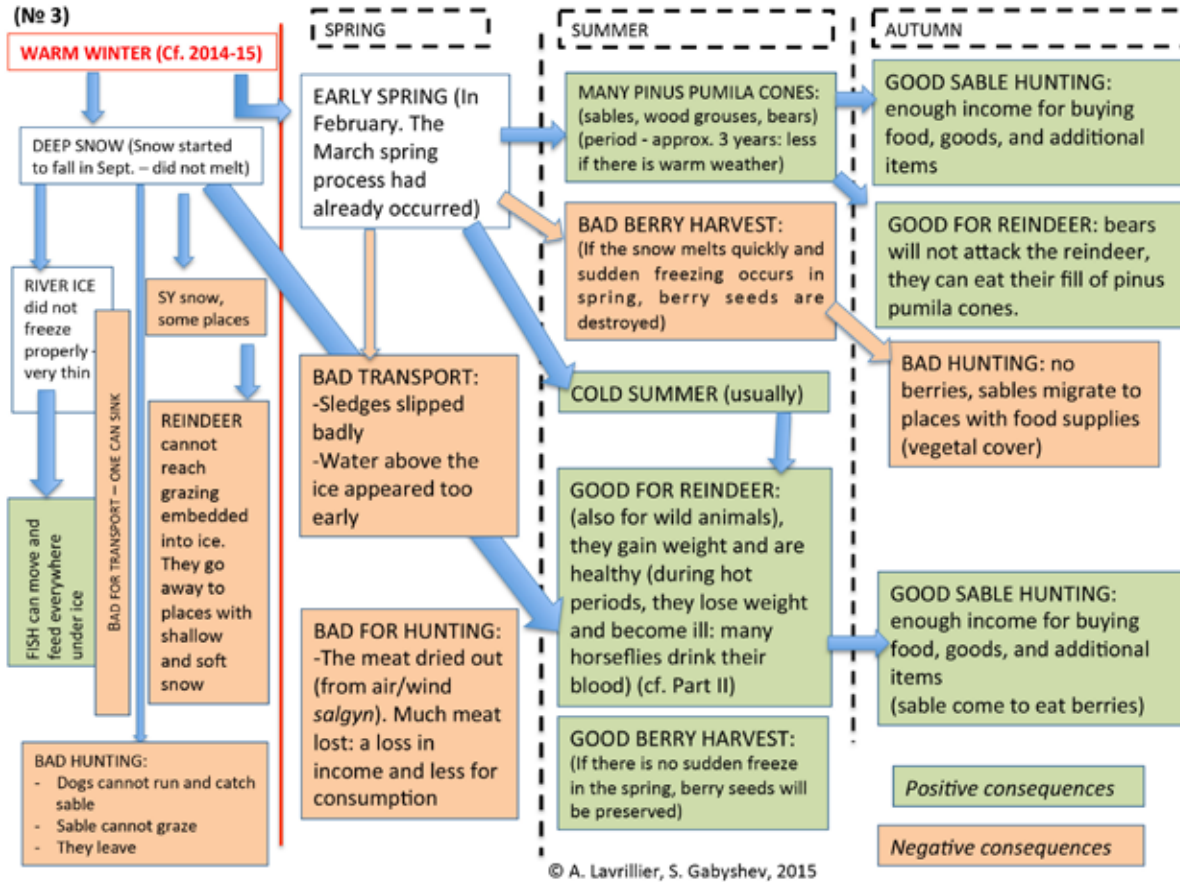 (№ 3)
WARM WINTER (Cf. 2014-15)
DEEP SNOW (Snow started
to fall in Sept. – did not melt)
RIVER ICE
did not
freeze
properly -
very thin
SY snow,
some places
BAD FOR TRANSPORT – ONE CAN SINK
FISH can move and
feed everywhere
under ice
REINDEER
cannot
reach
grazing
embedded
into ice.
They go
away to
places with
shallow
and soft
snow
BAD HUNTING:
- Dogs cannot run and catch
sable
- Sable cannot graze
- They leave
SPRING
EARLY SPRING (In
February. The
March spring
process had
already occurred)
BAD TRANSPORT:
-Sledges slipped
badly
-Water above the
ice appeared too
early
BAD FOR HUNTING:
-The meat dried out
(from air/wind
salgyn). Much meat
lost: a loss in
income and less for
consumption
SUMMER
MANY PINUS PUMILA CONES:
(sables, wood grouses, bears)
(period - approx. 3 years: less
if there is warm weather)
BAD BERRY HARVEST:
(If the snow melts quickly and
sudden freezing occurs in
spring, berry seeds are
destroyed)
COLD SUMMER (usually)
GOOD FOR REINDEER:
(also for wild animals),
they gain weight and are
healthy (during hot
periods, they lose weight
and become ill: many
horseflies drink their
blood) (cf. Part II)
GOOD BERRY HARVEST:
(If there is no sudden freeze
in the spring, berry seeds will
be preserved)
AUTUMN
GOOD SABLE HUNTING:
enough income for buying
food, goods, and additional
items
GOOD FOR REINDEER: bears
will not attack the reindeer,
they can eat their fill of pinus
pumila cones.
BAD HUNTING: no
berries, sables migrate to
places with food supplies
(vegetal cover)
GOOD SABLE HUNTING:
enough income for buying
food, goods, and additional
items
(sable come to eat berries)
Positive consequences
Negative consequences
© A. Lavrillier, S. Gabyshev, 2015